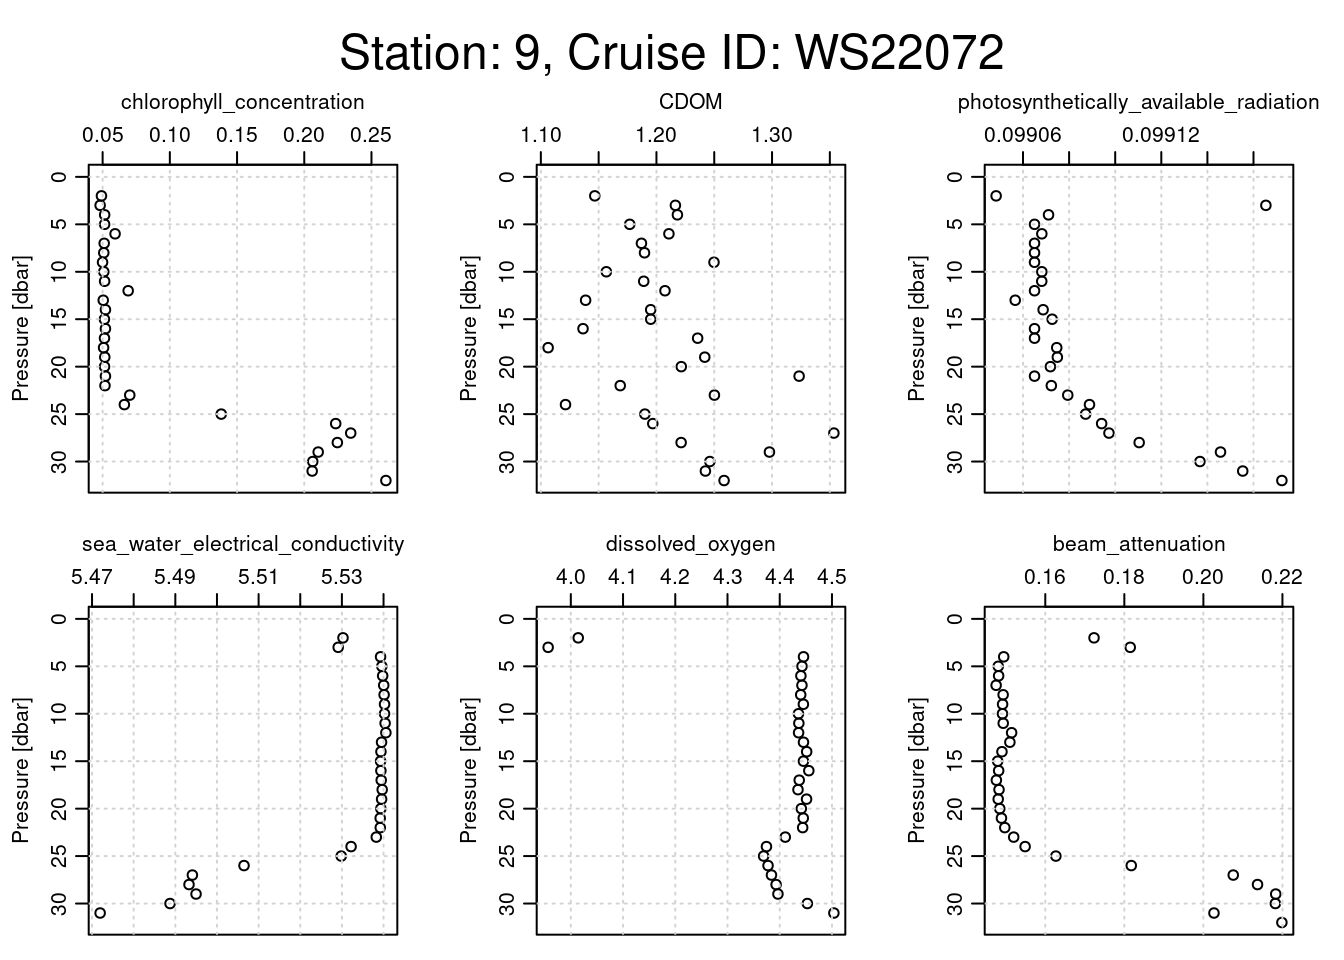 Station: 9, Cruise ID: WS22072
chlorophyll_concentration
0.05 0.10 0.15 0.20 0.25
Pressure [dbar]
0
5
10
15
20
25
30
CDOM
1.10 1.20 1.30
Pressure [dbar]
0
5
10
15
20
25
30
photosynthetically_available_radiation
0.09906 0.09912
Pressure [dbar]
0
5
10
15
20
25
30
sea_water_electrical_conductivity
5.47 5.49 5.51 5.53
Pressure [dbar]
0
5
10
15
20
25
30
dissolved_oxygen
4.0 4.1 4.2 4.3 4.4 4.5
Pressure [dbar]
0
5
10
15
20
25
30
beam_attenuation
0.16 0.18 0.20 0.22
Pressure [dbar]
0
5
10
15
20
25
30